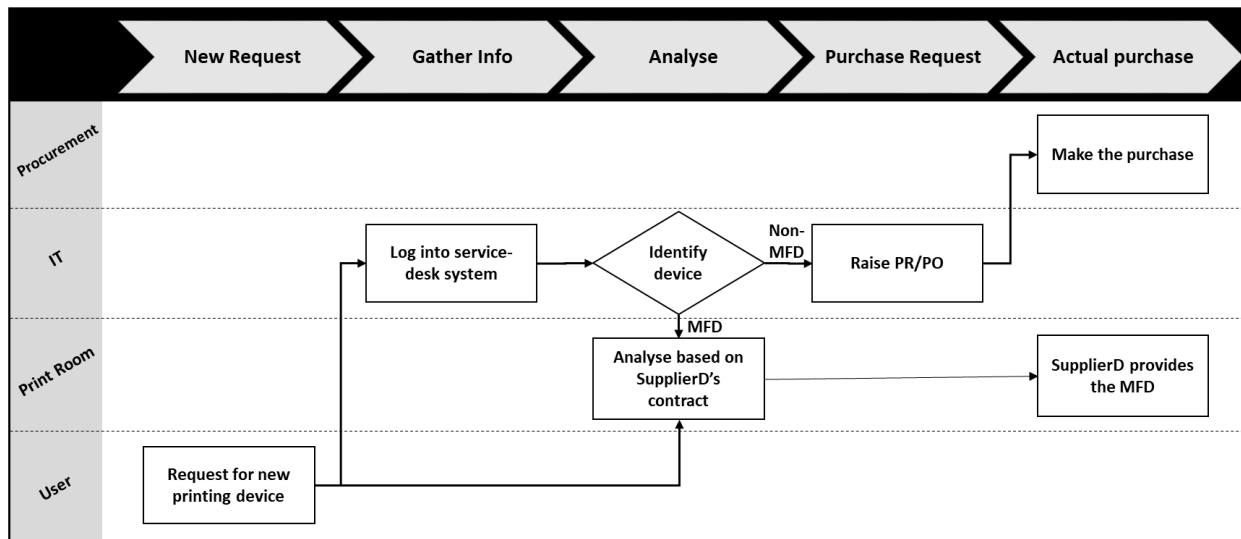 New Request
Gather Info
Analyse
Purchase Request
Actual purchase
Procurement
Make the purchase
IT
Log into service-
desk system
Identify
device
Non-
MFD
Raise PR/PO
MFD
Print Room
Analyse based on
SupplierD’s
contract
SupplierD provides
the MFD
User
Request for new
printing device